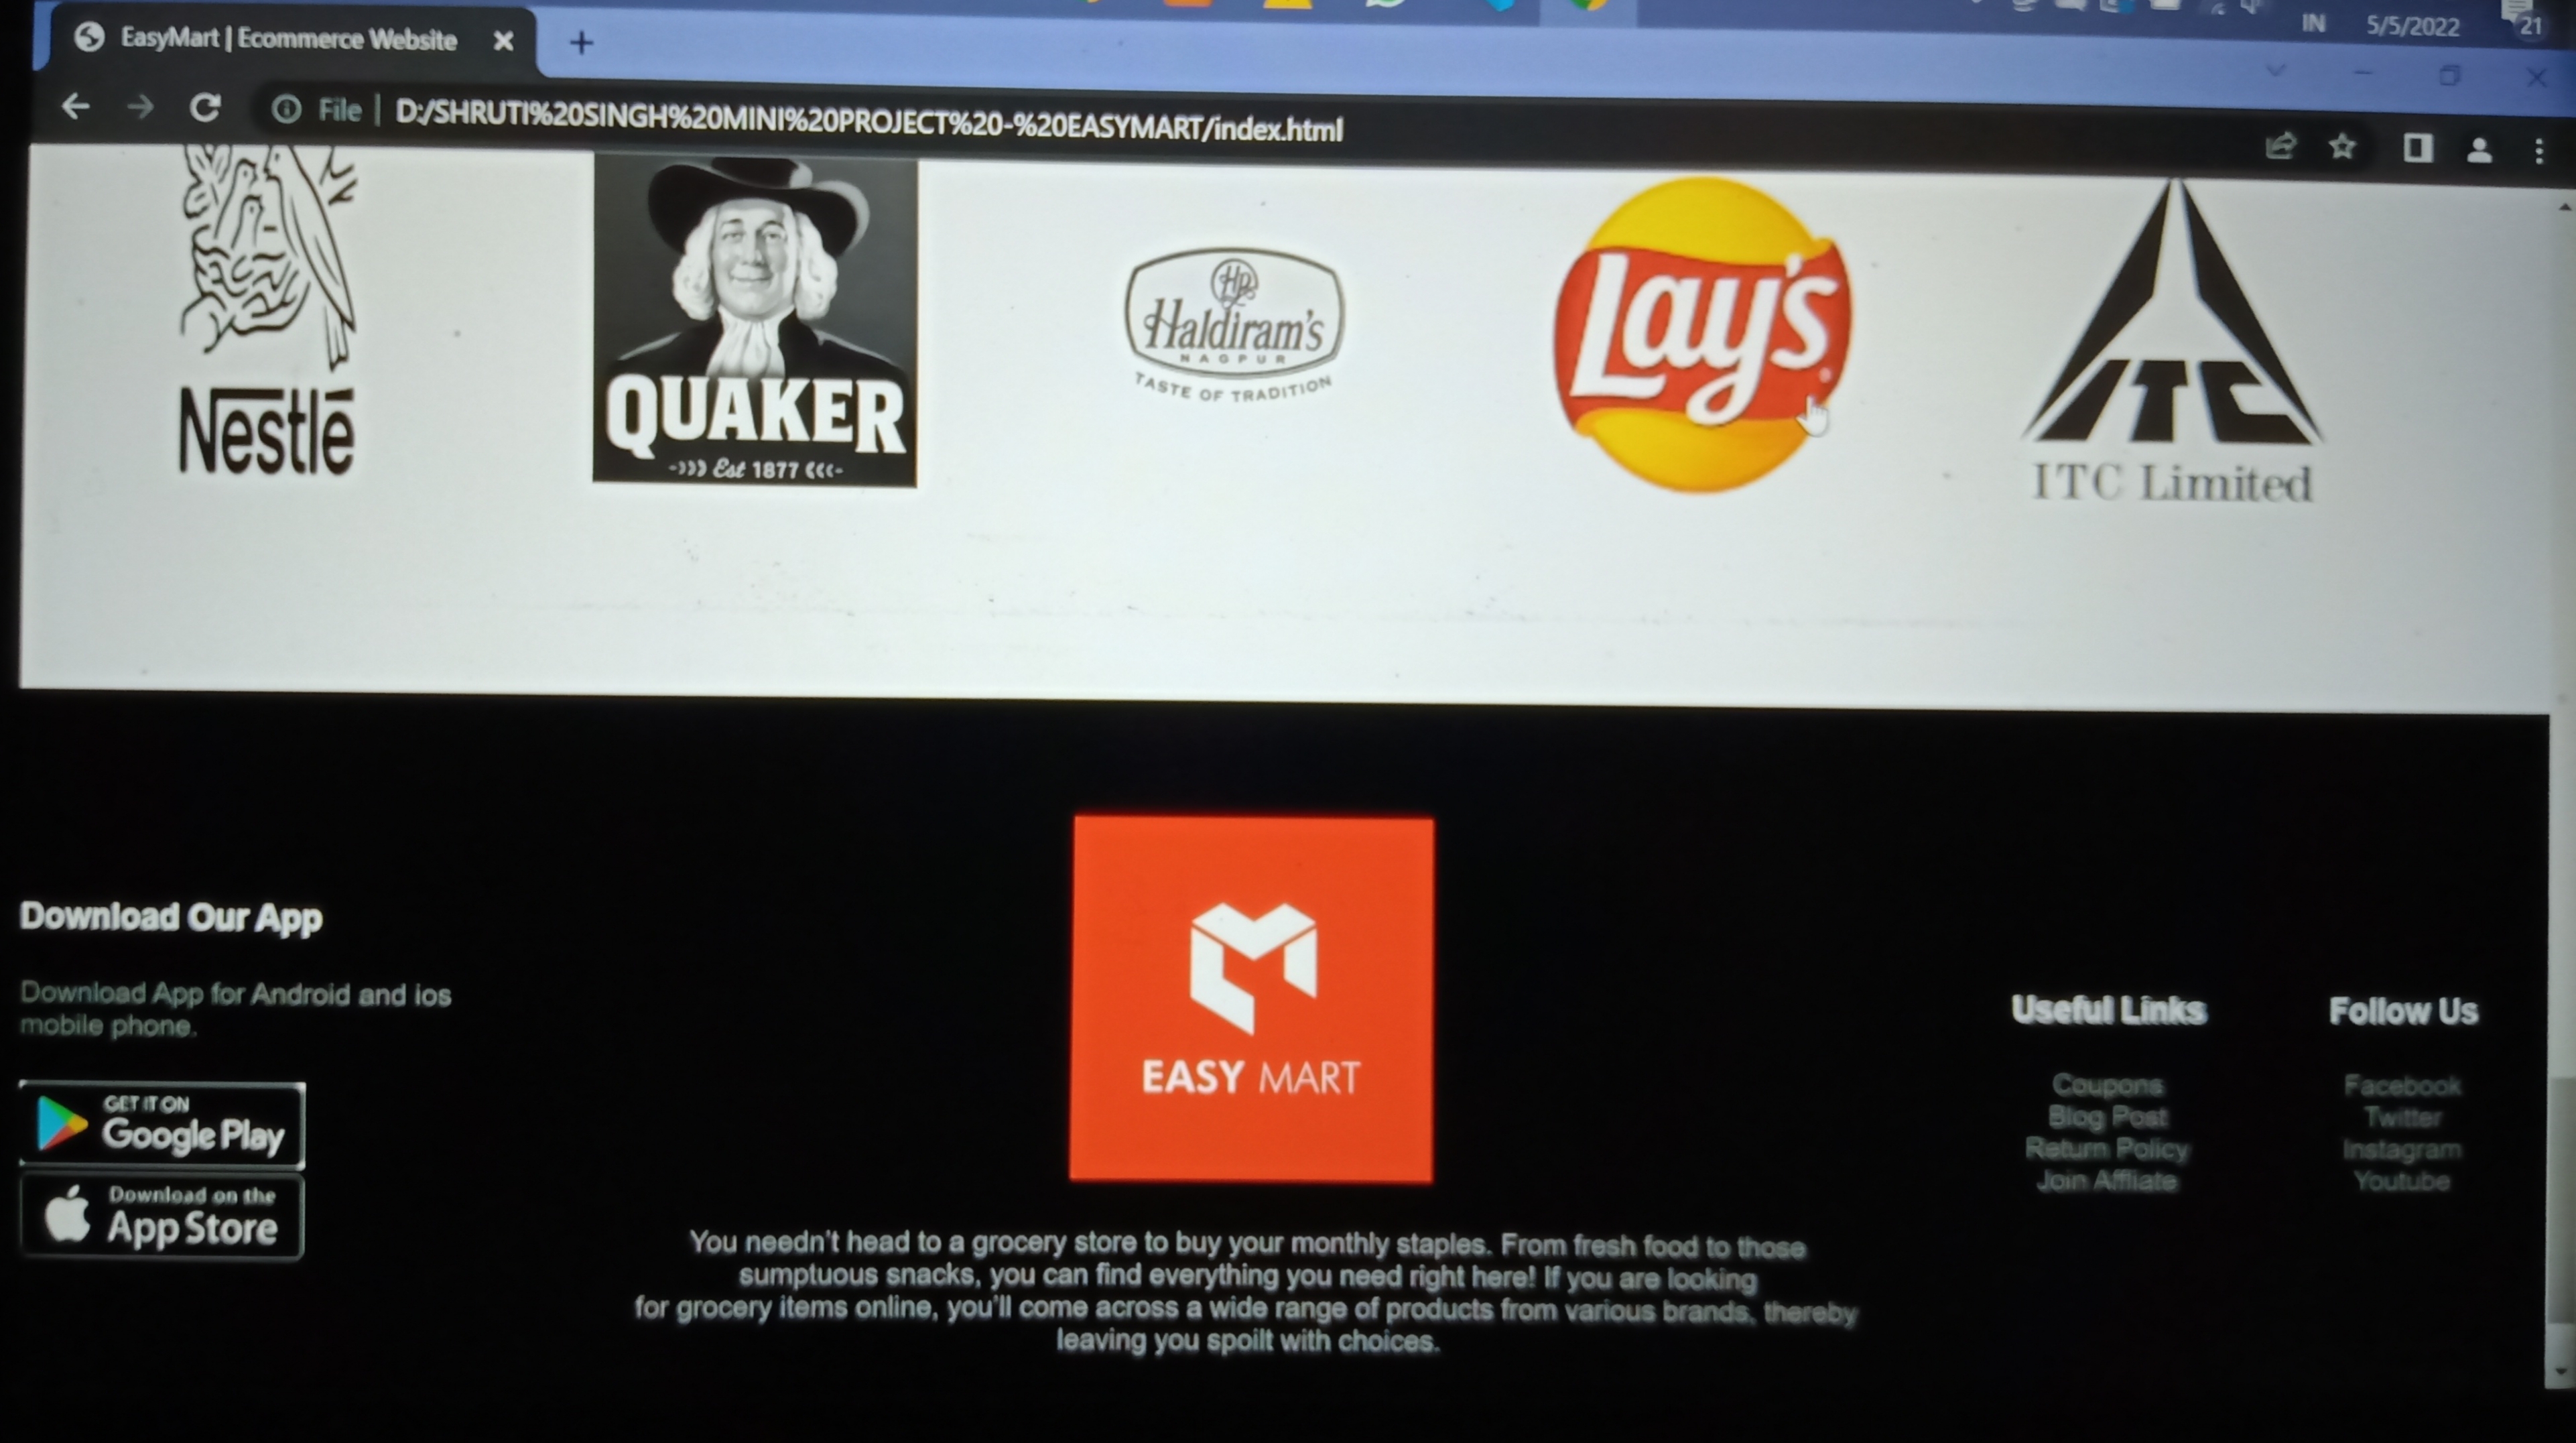 IN 5/5/2022 21
EasyMart | Ecommerce Website
File | D:/SHRUTI%20SINGH%20MINI%20PROJECT%20-%20EASYMART/index.html
Nestlé
QUAKER
Est 1877
HP
Haldiram's
NAGPUR
TASTE OF TRADITION
Lay's
ITC
ITC Limited
Download Our App
Download App for Android and ios
mobile phone.
GET IT ON
Google Play
Download on the
App Store
EASY MART
You needn't head to a grocery store to buy your monthly staples. From fresh food to those
sumptuous snacks, you can find everything you need right here! If you are looking
for grocery items online, you'll come across a wide range of products from various brands, thereby
leaving you spoilt with choices.
Useful Links
Coupons
Blog Post
Return Policy
Join Affliate
Follow Us
Facebook
Twitter
Instagram
Youtube